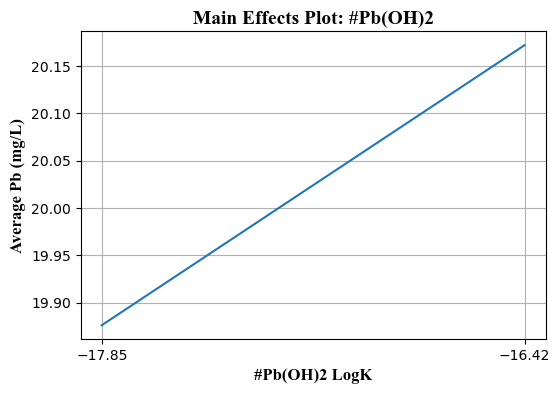 Main Effects Plot: #Pb(OH)2
Average Pb (mg/L)
20.15
20.10
20.05
20.00
19.95
19.90
−17.85
−16.42
#Pb(OH)2 LogK